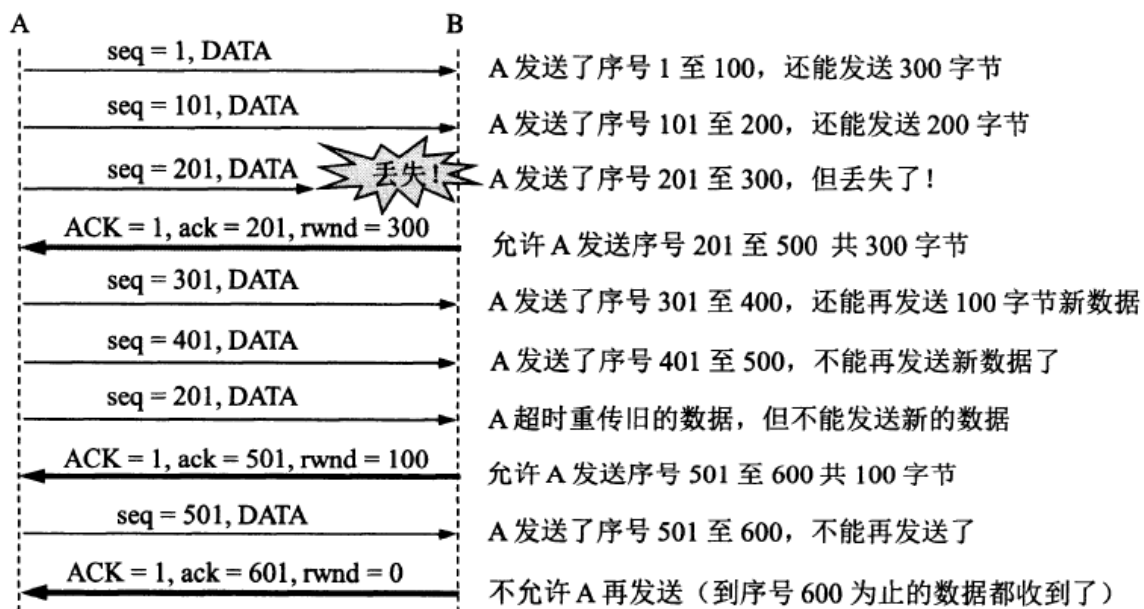 A B
seq = 1, DATA
A 发送了序号 1 至 100，还能发送 300 字节
seq = 101, DATA
A 发送了序号 101 至 200，还能发送 200 字节
seq = 201, DATA
丢失！
A 发送了序号 201 至 300，但丢失了！
ACK = 1, ack = 201, rwnd = 300
允许 A 发送序号 201 至 500 共 300 字节
seq = 301, DATA
A 发送了序号 301 至 400，还能再发送 100 字节新数据
seq = 401, DATA
A 发送了序号 401 至 500，不能再发送新数据了
seq = 201, DATA
A 超时重传旧的数据，但不能发送新的数据
ACK = 1, ack = 501, rwnd = 100
允许 A 发送序号 501 至 600 共 100 字节
seq = 501, DATA
A 发送了序号 501 至 600，不能再发送了
ACK = 1, ack = 601, rwnd = 0
不允许 A 再发送（到序号 600 为止的数据都收到了）